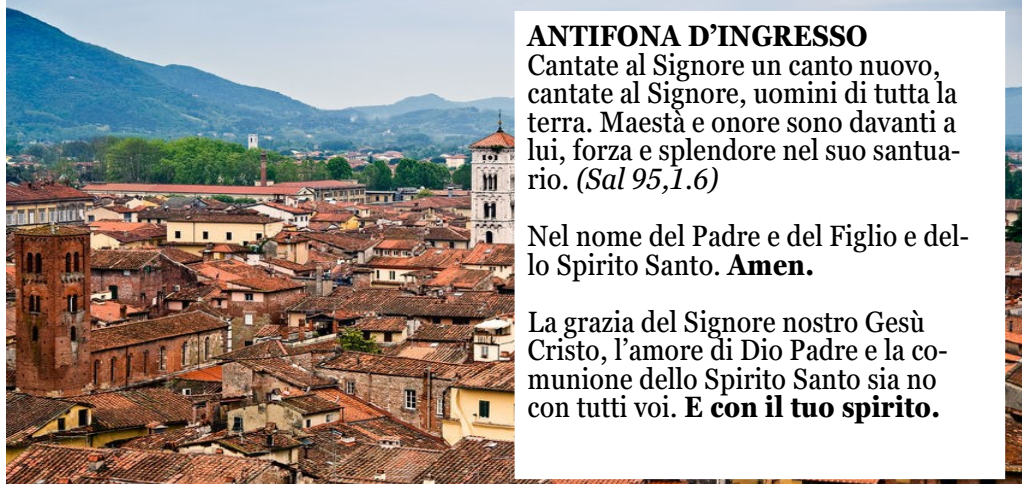 ANTIFONA D’INGRESSO
Cantate al Signore un canto nuovo,
cantate al Signore, uomini di tutta la
terra. Maestà e onore sono davanti a
lui, forza e splendore nel suo santua-
rio. (Sal 95,1.6)
Nel nome del Padre e del Figlio e del-
lo Spirito Santo. Amen.
La grazia del Signore nostro Gesù
Cristo, l’amore di Dio Padre e la co-
munione dello Spirito Santo sia no
con tutti voi. E con il tuo spirito.